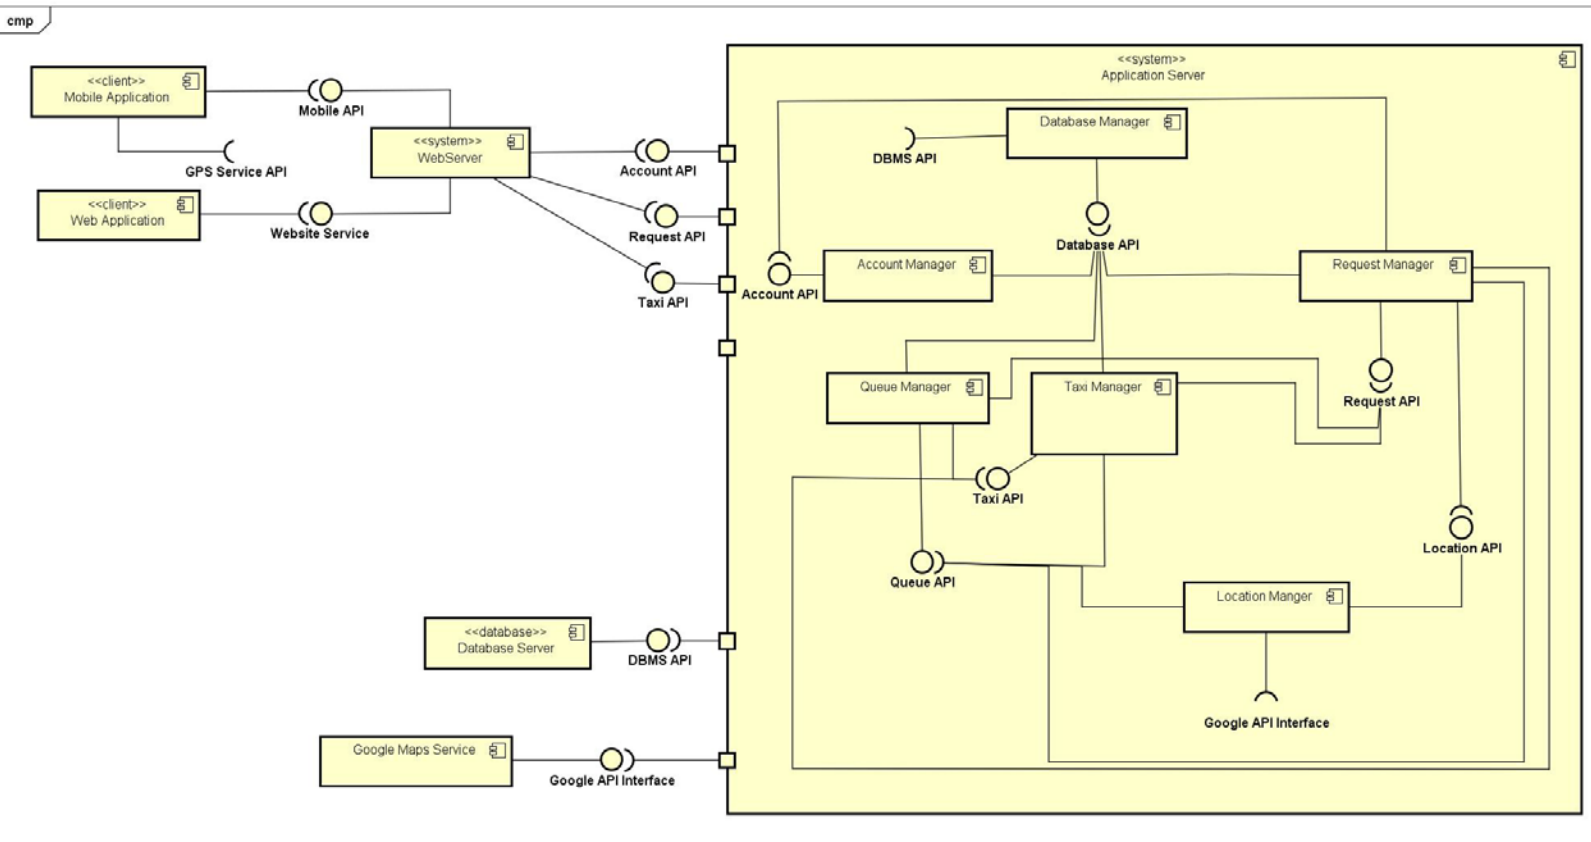 cmp
<<system>>
Application Server
<<client>>
Mobile Application
Mobile API
Database Manager
<<system>>
WebServer
DBMS API
Account API
GPS Service API
<<client>>
Web Application
Website Service
Request API
Database API
Account Manager
Request Manager
Account API
Taxi API
Queue Manager
Taxi Manager
Request API
Taxi API
Location API
Queue API
Location Manger
<<database>>
Database Server
DBMS API
Google API Interface
Google Maps Service
Google API Interface